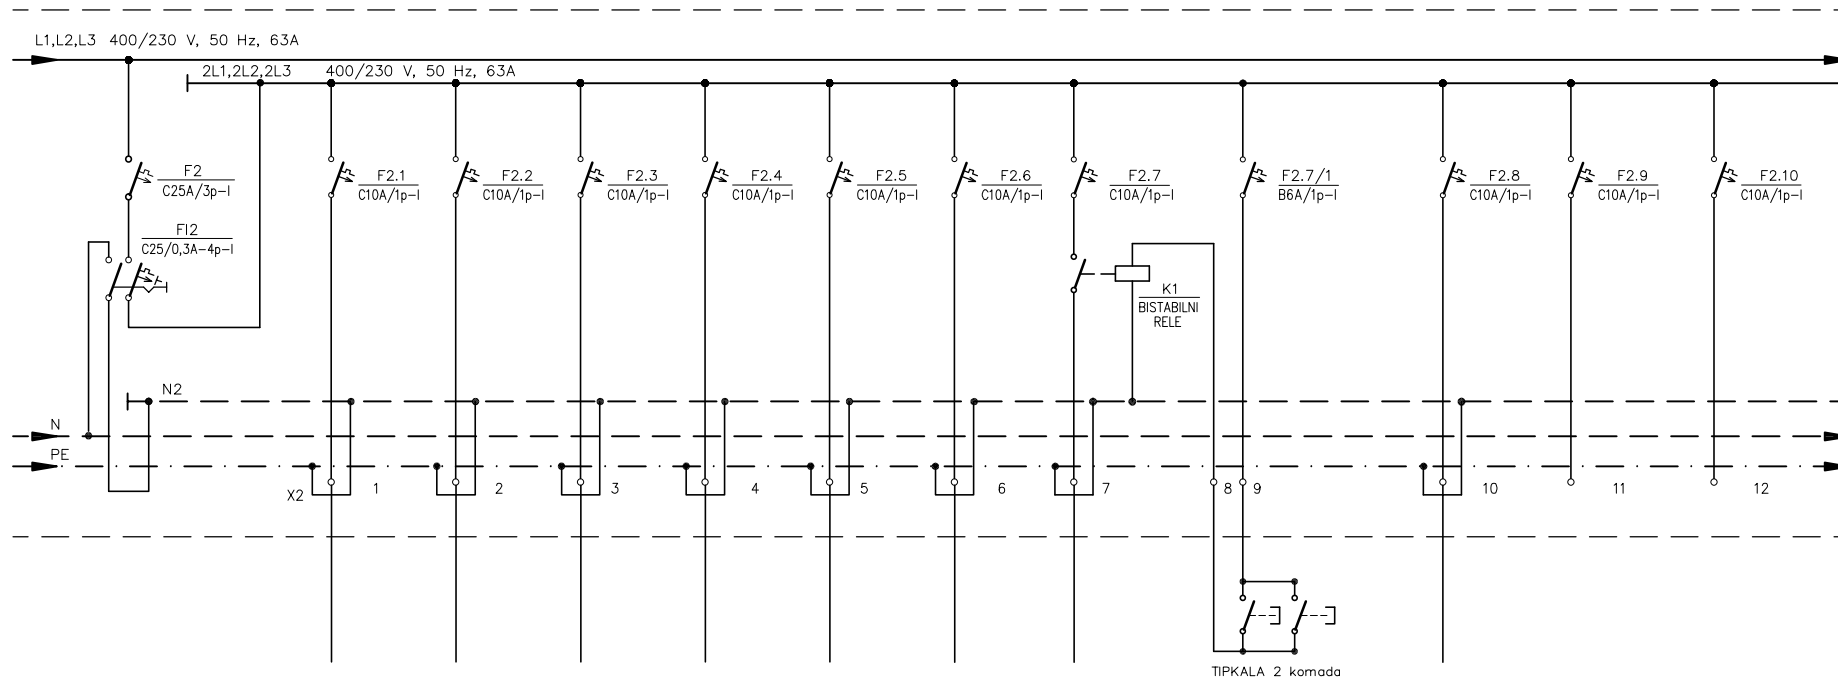 L1,L2,L3 400/230 V, 50 Hz, 63A
2L1,2L2,2L3 400/230 V, 50 Hz, 63A
F2
C25A/3p-I
FI2
C25/0,3A-4p-I
F2.1
C10A/1p-I
F2.2
C10A/1p-I
F2.3
C10A/1p-I
F2.4
C10A/1p-I
F2.5
C10A/1p-I
F2.6
C10A/1p-I
F2.7
C10A/1p-I
F2.7/1
B6A/1p-I
F2.8
C10A/1p-I
F2.9
C10A/1p-I
F2.10
C10A/1p-I
K1
BISTABILNI
RELE
N2
N
PE
X2 1 2 3 4 5 6 7 8 9 10 11 12
TIPKALA 2 komada